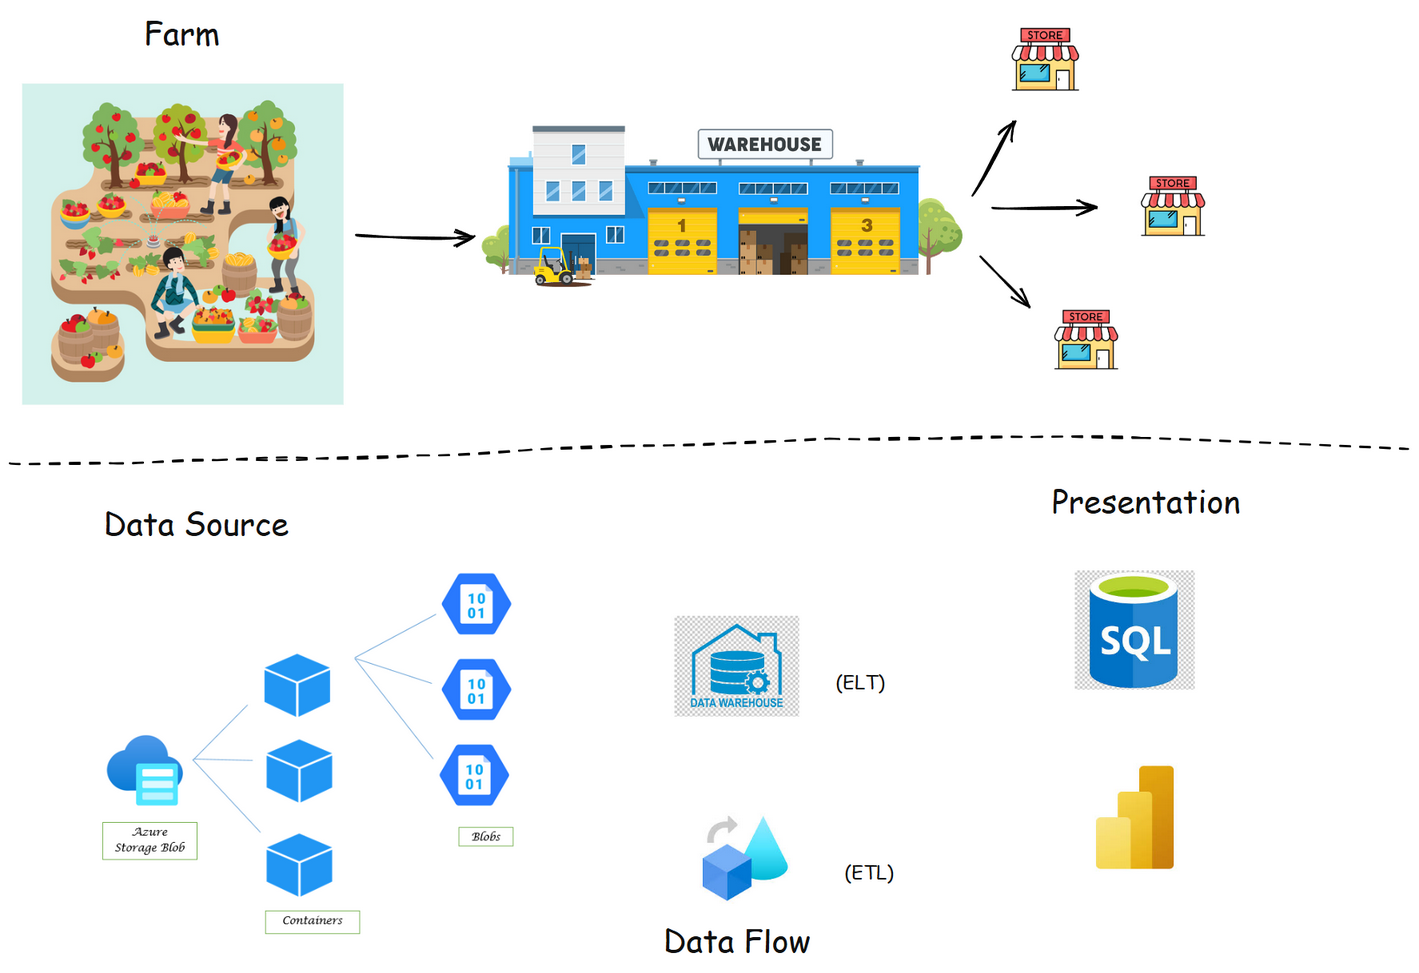 Farm
STORE
WAREHOUSE
1
3
STORE
STORE
Data Source
Presentation
10
01
10
01
10
01
DATA WAREHOUSE
(ELT)
SQL
Azure
Storage Blob
Blobs
Containers
(ETL)
Data Flow